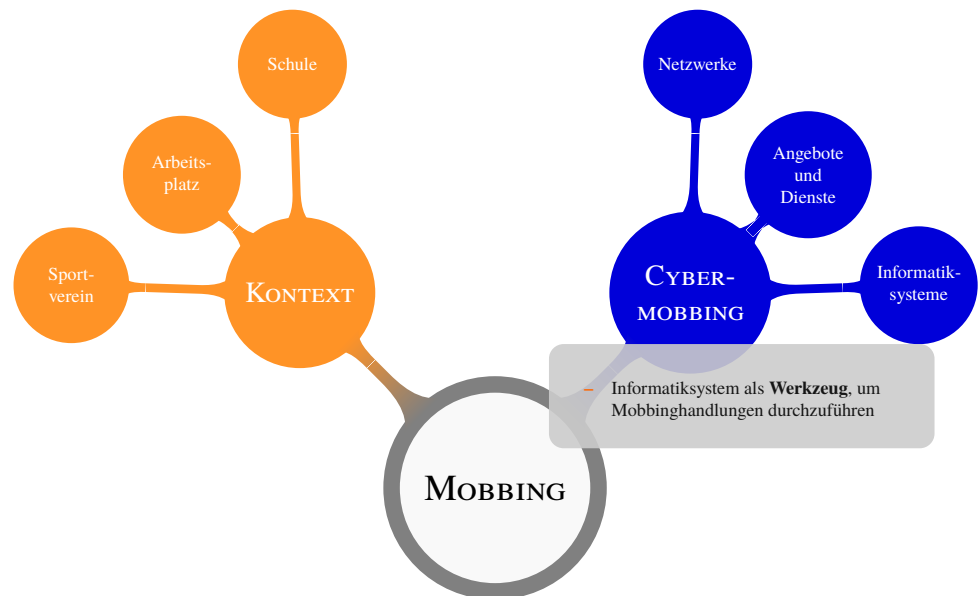 Schule
Arbeits-
platz
Sport-
verein
KONTEXT
Netzwerke
Angebote
und
Dienste
Informatik-
systeme
CYBER-
MOBBING
– Informatiksystem als Werkzeug, um
Mobbinghandlungen durchzuführen
MOBBING